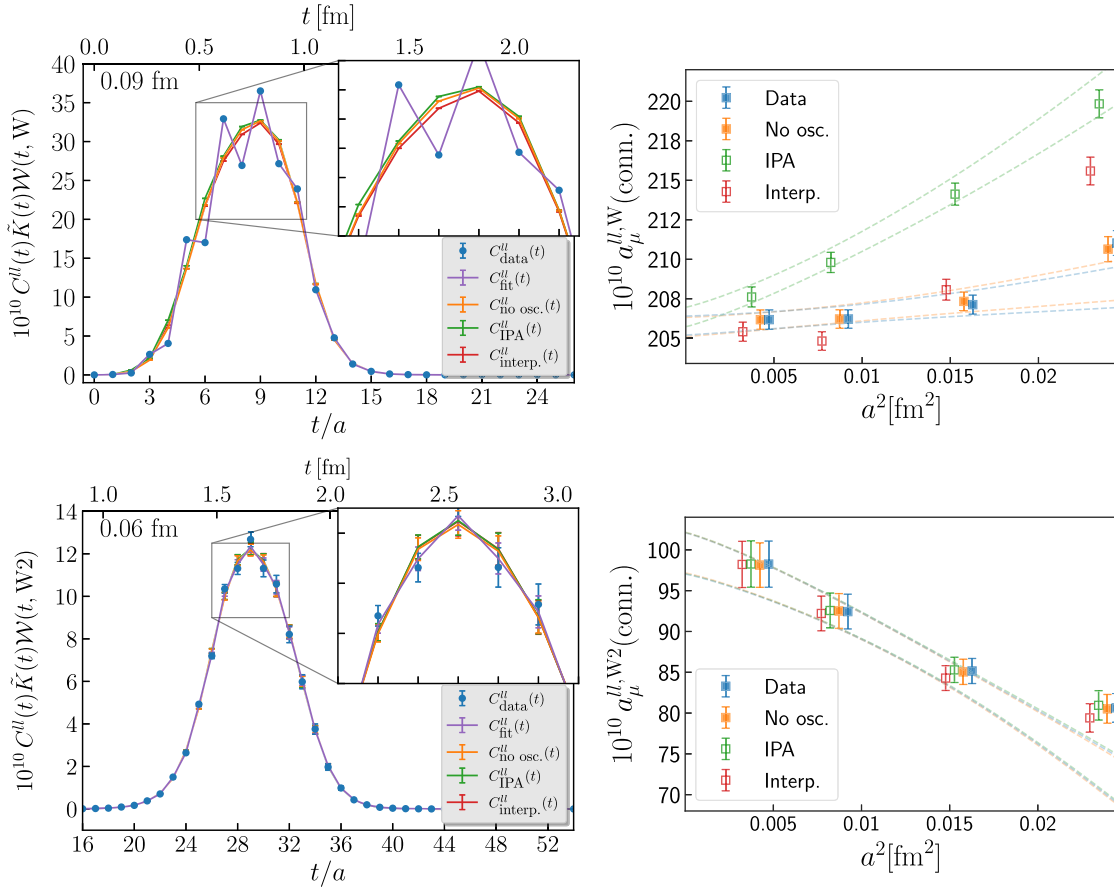 t [fm]
0.0 0.5 1.0 1.5 2.0
0.09 fm
40
35
30
25
20
15
10
5
0
10^10 C^ll(t)K̃(t)W(t, W)
C^ll_data(t)
C^ll_fit(t)
C^ll_no osc.(t)
C^ll_IPA(t)
C^ll_interp.(t)
0 3 6 9 12 15 18 21 24
t/a
220
217
215
212
210
207
205
10^10 a_μ^ll,W(conn.)
Data
No osc.
IPA
Interp.
0.005 0.01 0.015 0.02
a^2[fm^2]
t [fm]
1.0 1.5 2.0 2.5 3.0
0.06 fm
14
12
10
8
6
4
2
0
10^10 C^ll(t)K̃(t)W(t, W2)
C^ll_data(t)
C^ll_fit(t)
C^ll_no osc.(t)
C^ll_IPA(t)
C^ll_interp.(t)
16 20 24 28 32 36 40 44 48 52
t/a
100
95
90
85
80
75
70
10^10 a_μ^ll,W2(conn.)
Data
No osc.
IPA
Interp.
0.005 0.01 0.015 0.02
a^2[fm^2]